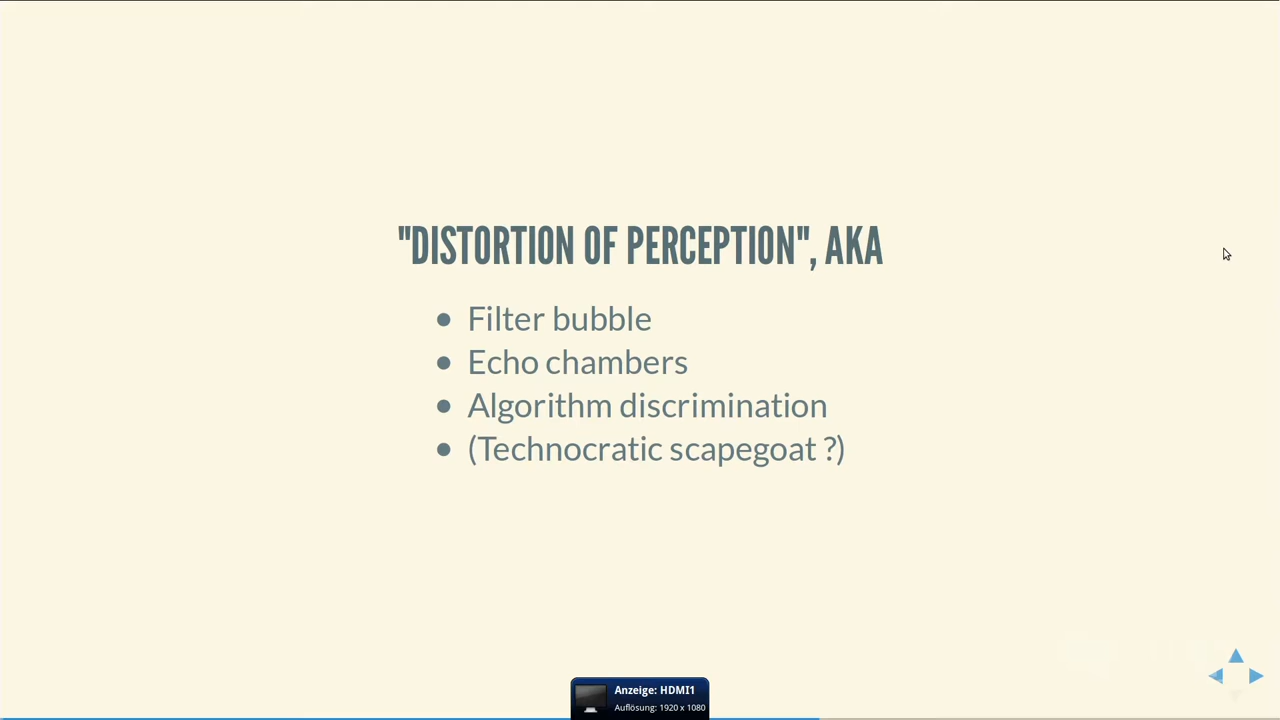 "DISTORTION OF PERCEPTION", AKA
Filter bubble
Echo chambers
Algorithm discrimination
(Technocratic scapegoat ?)
Anzeige: HDMI1
Auflösung: 1920 x 1080